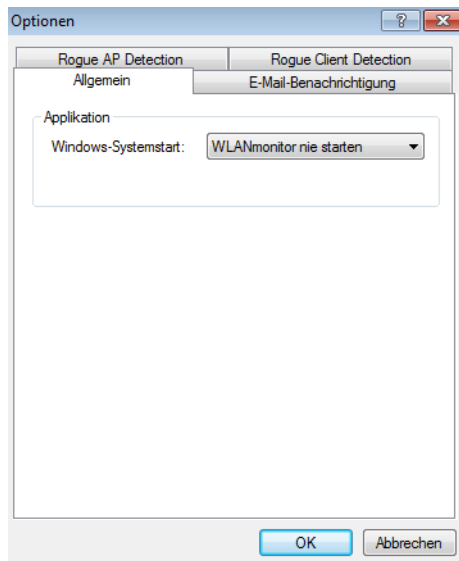 Optionen
Rogue AP Detection Rogue Client Detection
Allgemein E-Mail-Benachrichtigung
Applikation
Windows-Systemstart: WLANmonitor nie starten
OK Abbrechen